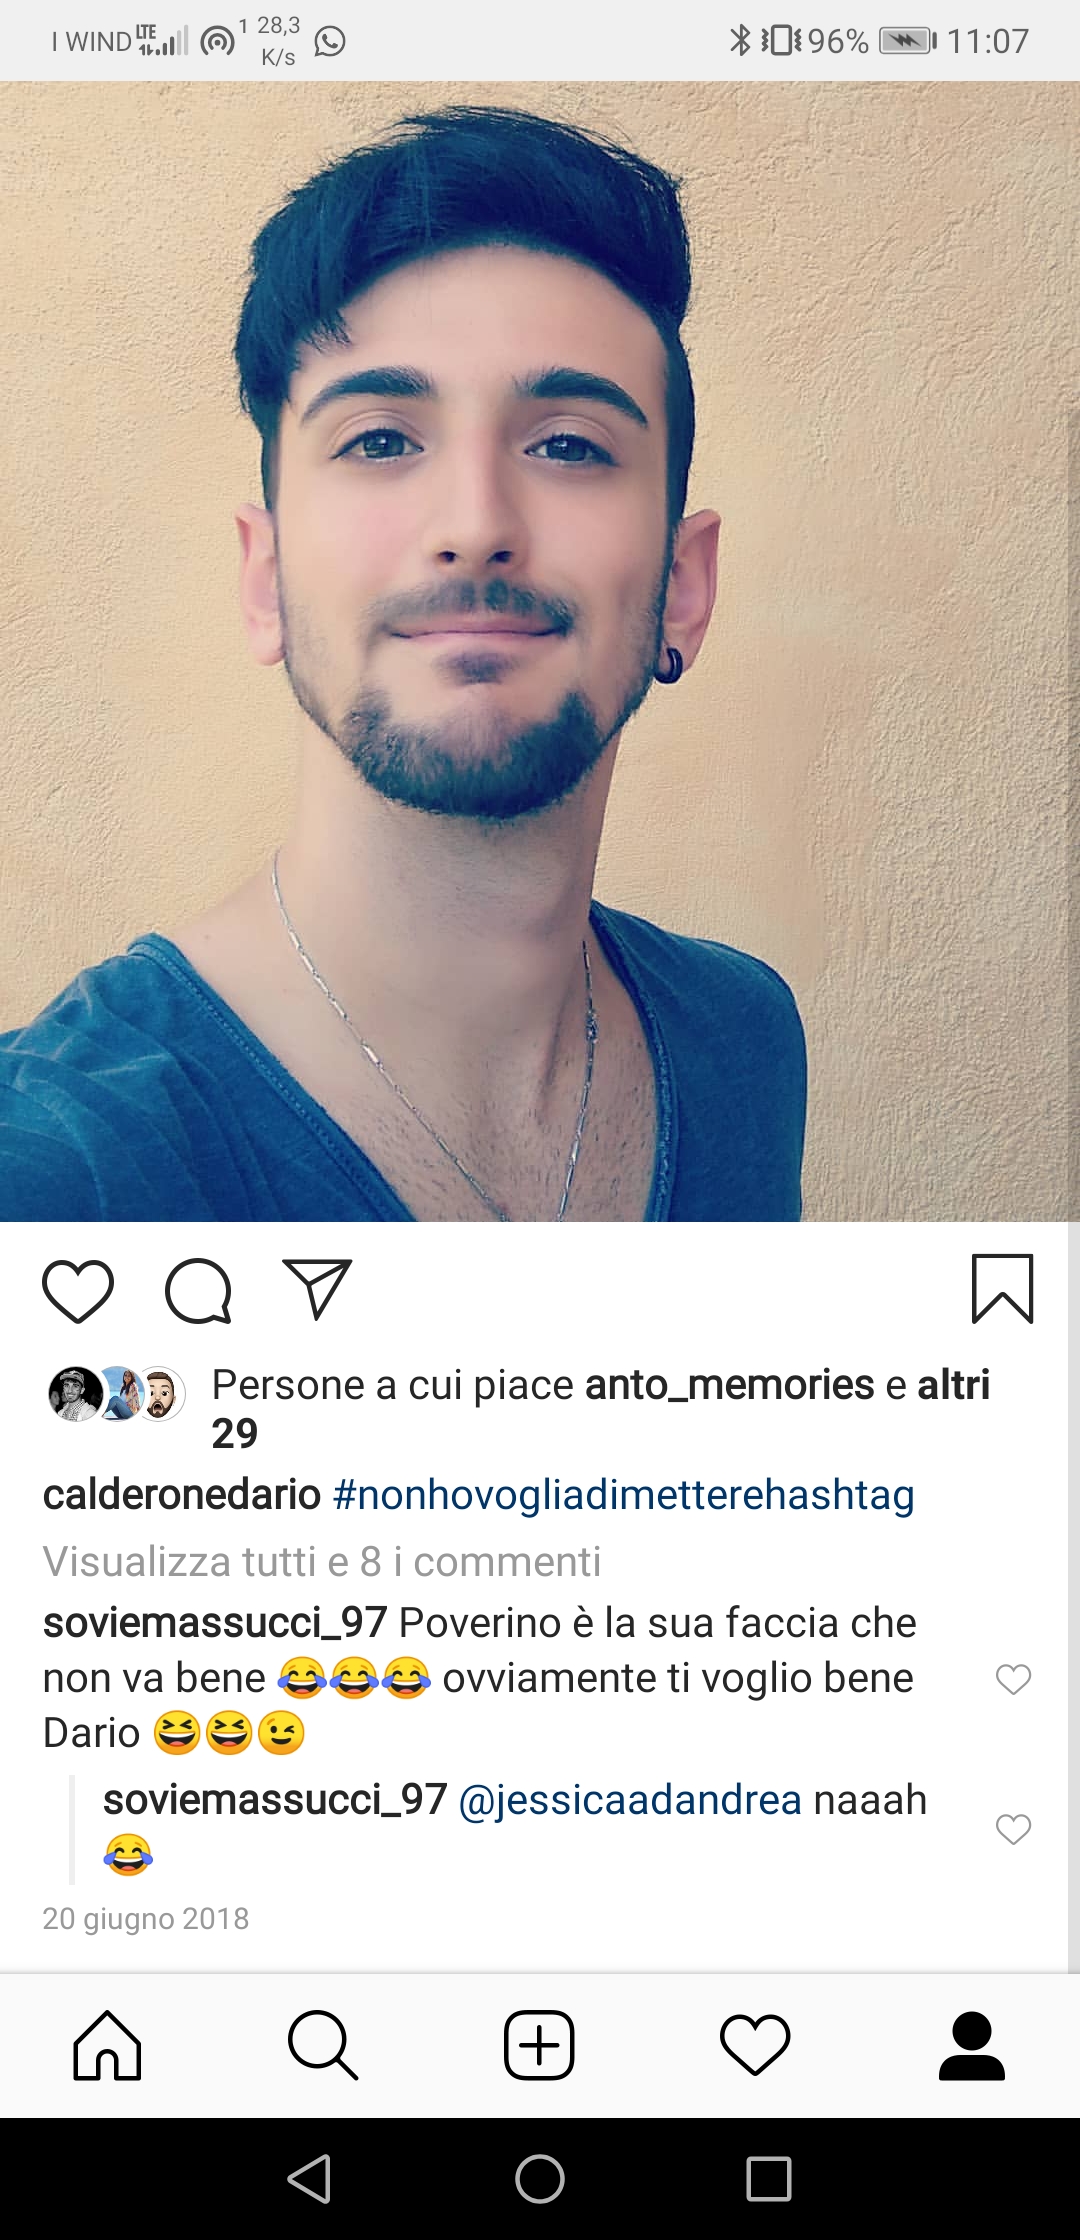 I WIND LTE 1 28,3 K/s 96% 11:07
Persone a cui piace anto_memories e altri
29
calderonedario #nonhovogliadimetterehashtag
Visualizza tutti e 8 i commenti
soviemassucci_97 Poverino è la sua faccia che
non va bene 😂😂😂 ovviamente ti voglio bene
Dario 😆😆😉
soviemassucci_97 @jessicaadandrea naaah
😂
20 giugno 2018